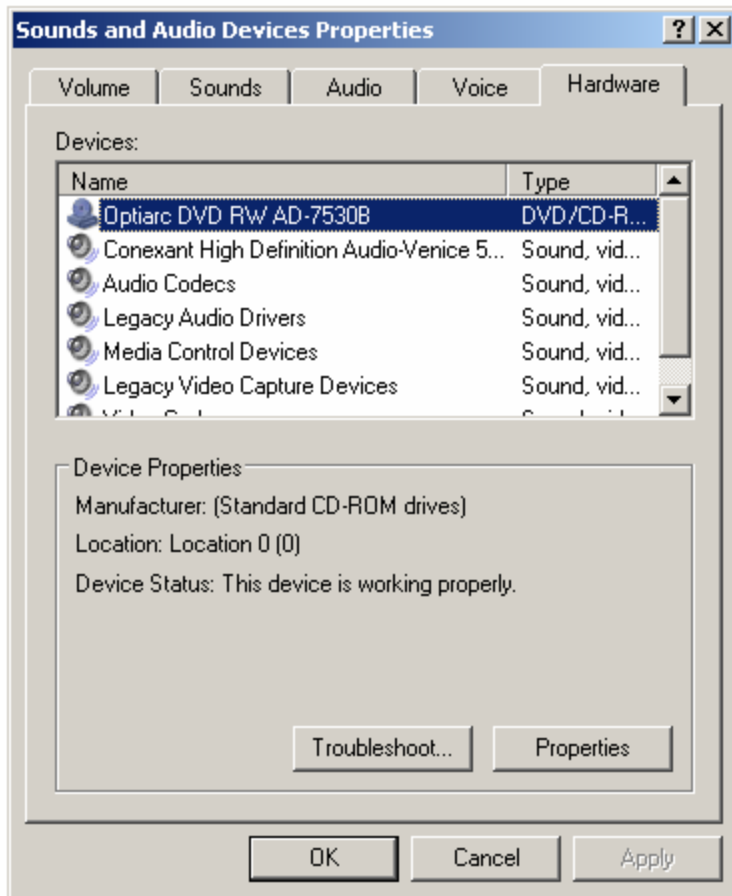 Sounds and Audio Devices Properties
Volume Sounds Audio Voice Hardware
Devices:
Name Type
Optiarc DVD RW AD-7530B DVD/CD-R...
Conexant High Definition Audio-Venice 5... Sound, vid...
Audio Codecs Sound, vid...
Legacy Audio Drivers Sound, vid...
Media Control Devices Sound, vid...
Legacy Video Capture Devices Sound, vid...
Device Properties
Manufacturer: (Standard CD-ROM drives)
Location: Location 0 (0)
Device Status: This device is working properly.
Troubleshoot... Properties
OK Cancel Apply